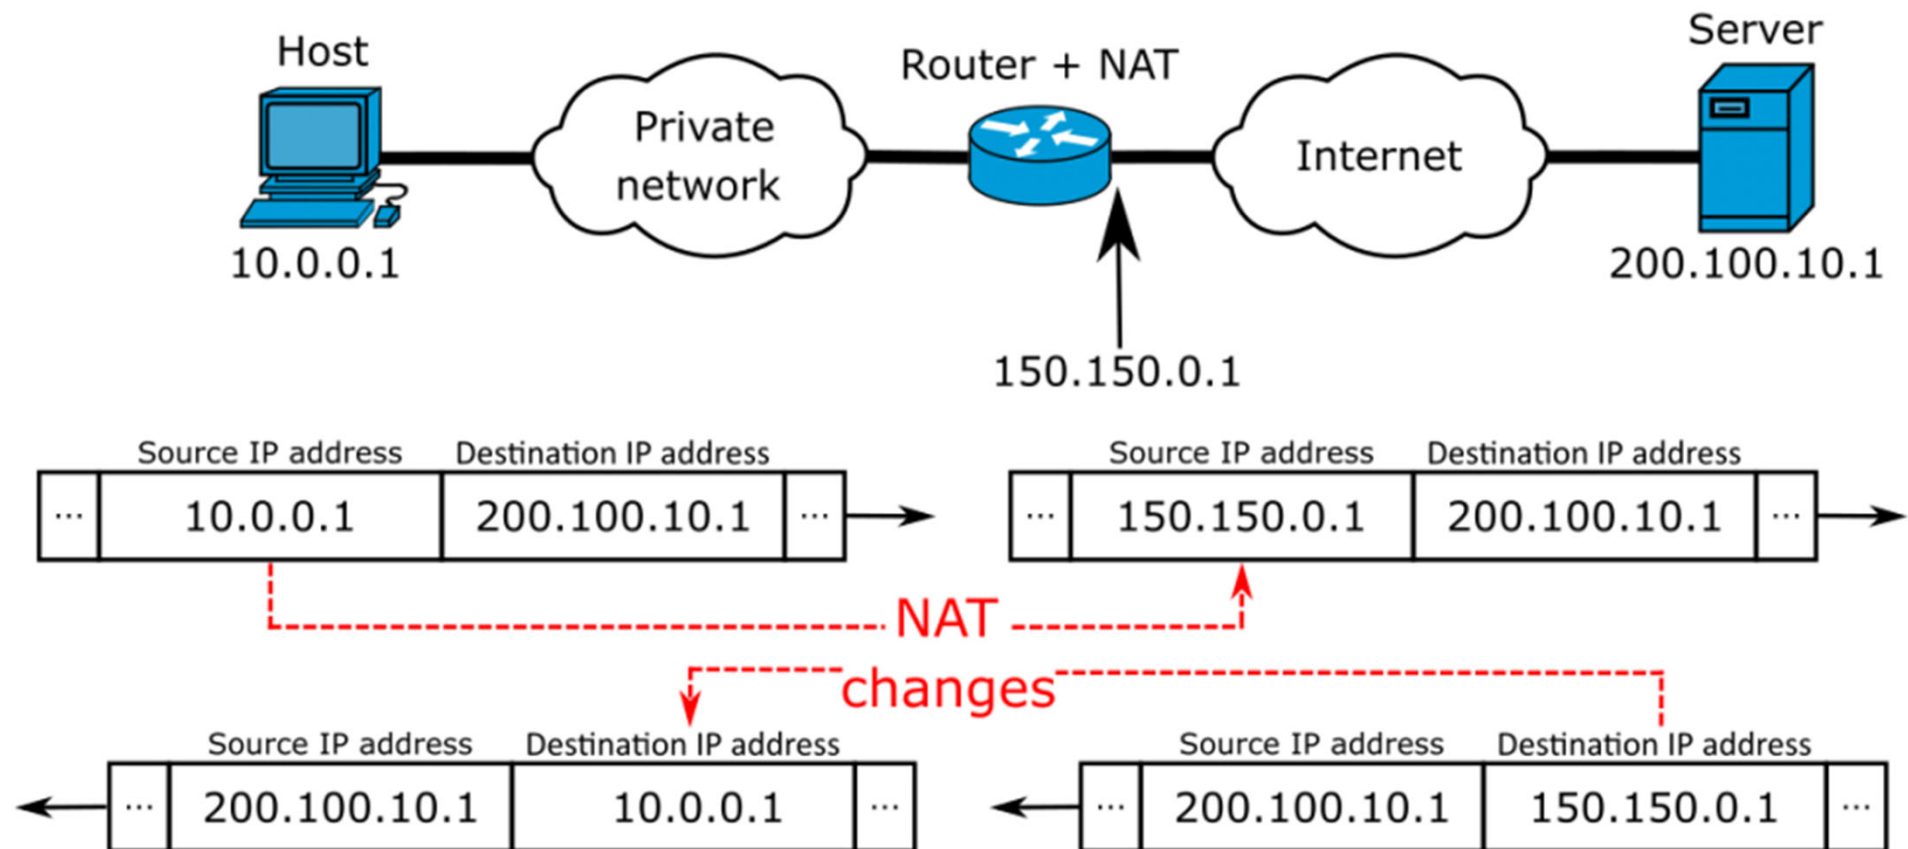 Host
Router + NAT
Server
Private
network
Internet
10.0.0.1
200.100.10.1
150.150.0.1
Source IP address Destination IP address
... 10.0.0.1 200.100.10.1 ...
Source IP address Destination IP address
... 150.150.0.1 200.100.10.1 ...
NAT
changes
Source IP address Destination IP address
... 200.100.10.1 10.0.0.1 ...
Source IP address Destination IP address
... 200.100.10.1 150.150.0.1 ...